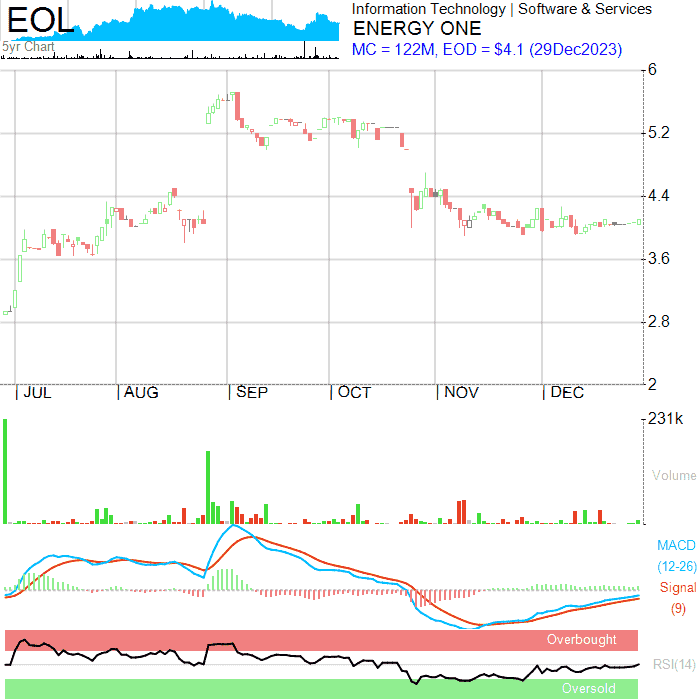 EOL
5yr Chart
Information Technology | Software & Services
ENERGY ONE
MC = 122M, EOD = $4.1 (29Dec2023)
6
5.2
4.4
3.6
2.8
2
JUL AUG SEP OCT NOV DEC
231k
Volume
MACD
(12-26)
Signal
(9)
Overbought
RSI(14)
Oversold